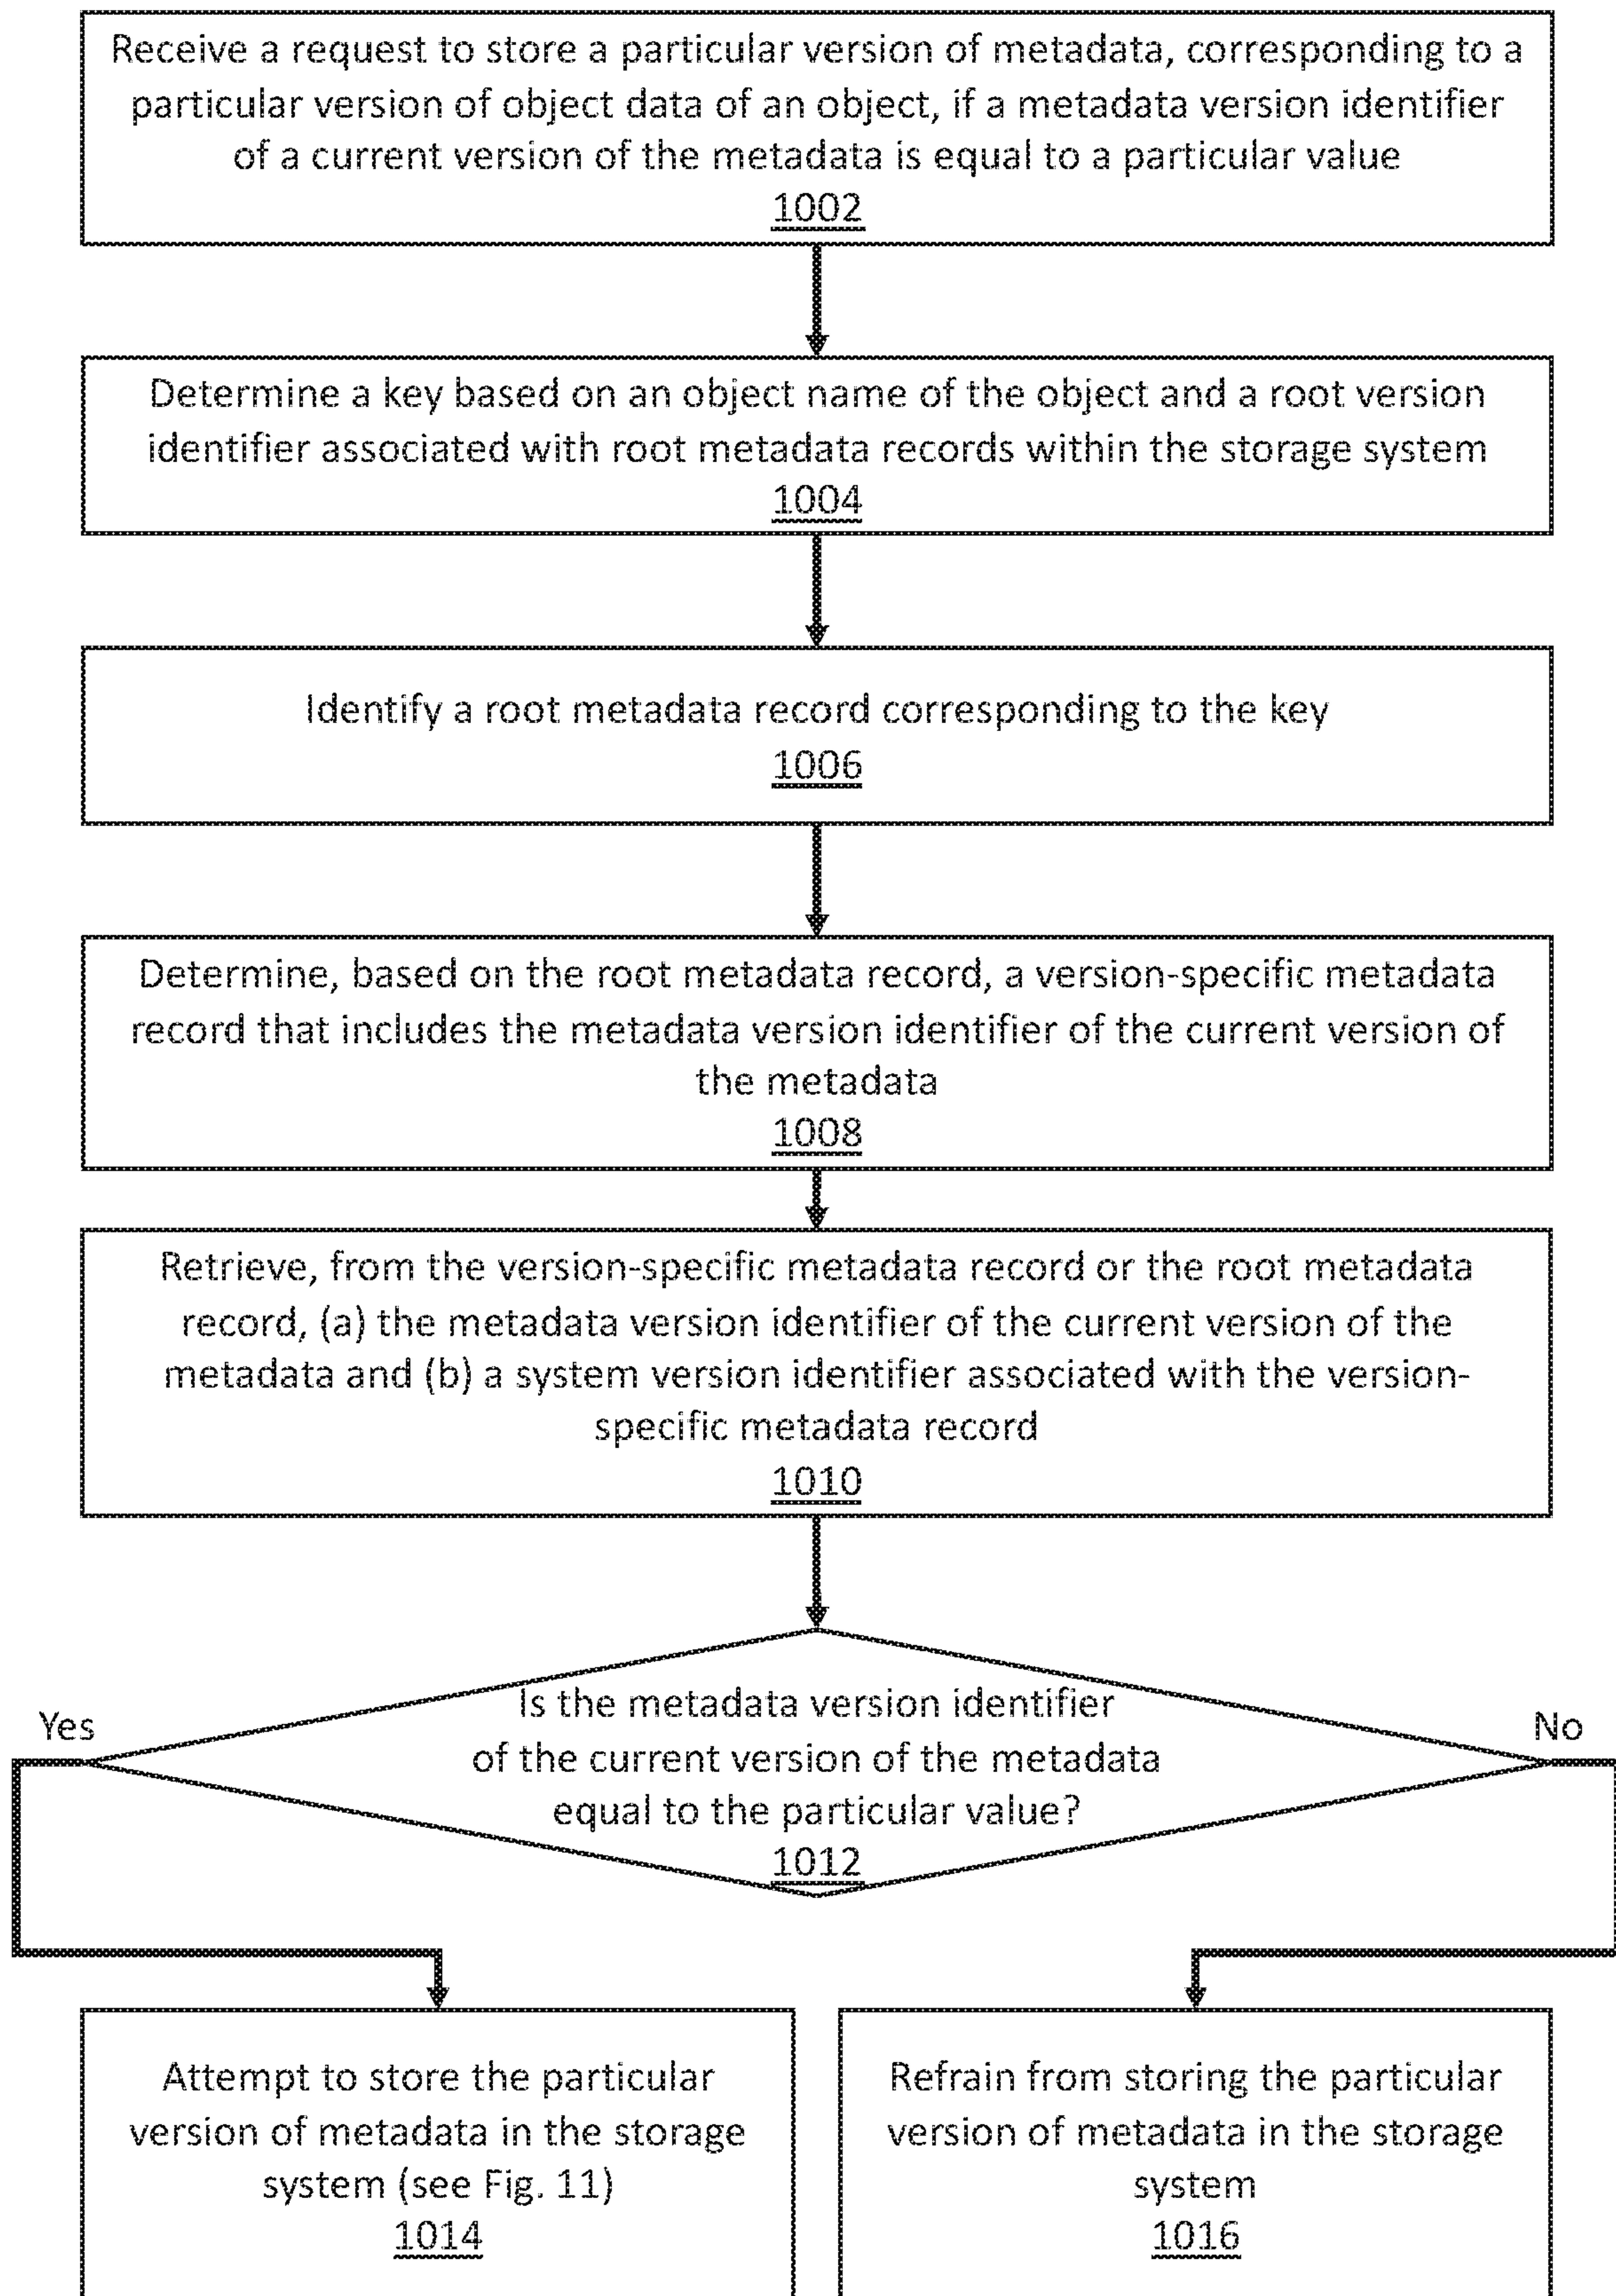 Receive a request to store a particular version of metadata, corresponding to a
particular version of object data of an object, if a metadata version identifier
of a current version of the metadata is equal to a particular value
1002
Determine a key based on an object name of the object and a root version
identifier associated with root metadata records within the storage system
1004
Identify a root metadata record corresponding to the key
1006
Determine, based on the root metadata record, a version-specific metadata
record that includes the metadata version identifier of the current version of
the metadata
1008
Retrieve, from the version-specific metadata record or the root metadata
record, (a) the metadata version identifier of the current version of the
metadata and (b) a system version identifier associated with the version-
specific metadata record
1010
Yes
No
Is the metadata version identifier
of the current version of the metadata
equal to the particular value?
1012
Attempt to store the particular
version of metadata in the storage
system (see Fig. 11)
1014
Refrain from storing the particular
version of metadata in the storage
system
1016